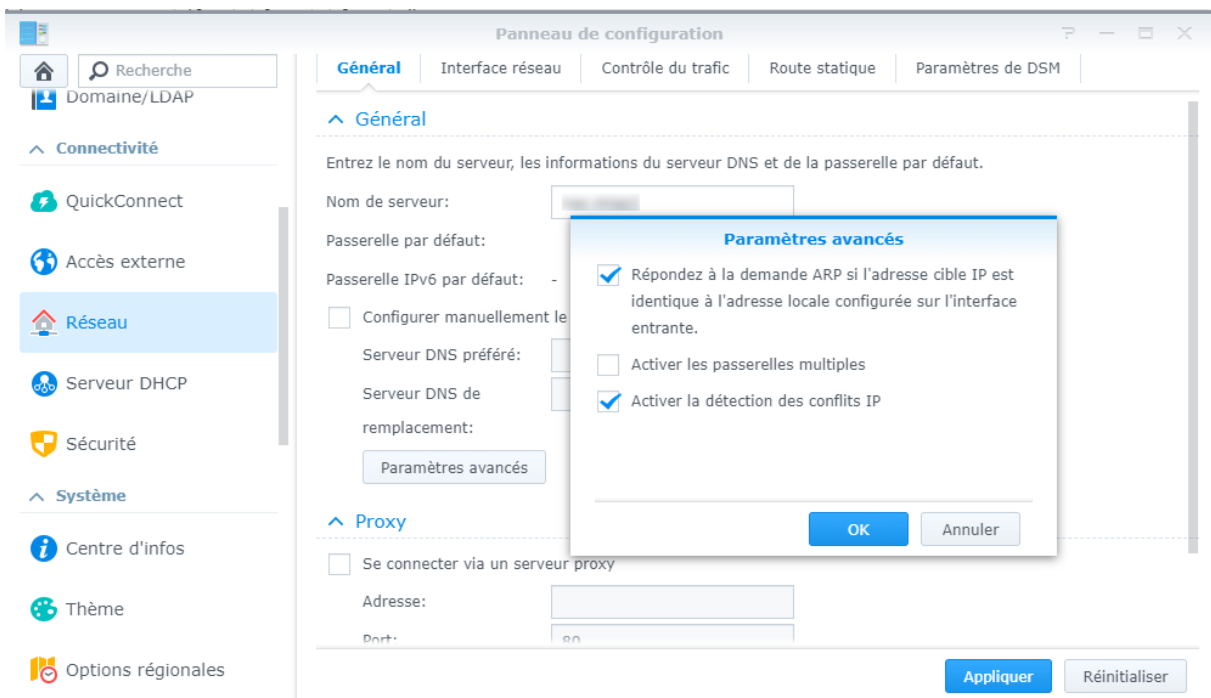 Panneau de configuration
Recherche
Général Interface réseau Contrôle du trafic Route statique Paramètres de DSM
Domaine/LDAP
Connectivité
QuickConnect
Accès externe
Réseau
Serveur DHCP
Sécurité
Système
Centre d'infos
Thème
Options régionales
Général
Entrez le nom du serveur, les informations du serveur DNS et de la passerelle par défaut.
Nom de serveur:
Passerelle par défaut:
Passerelle IPv6 par défaut: -
Configurer manuellement le
Serveur DNS préféré:
Serveur DNS de
remplacement:
Paramètres avancés
Proxy
Se connecter via un serveur proxy
Adresse:
Port: 80
Paramètres avancés
Répondez à la demande ARP si l'adresse cible IP est
identique à l'adresse locale configurée sur l'interface
entrante.
Activer les passerelles multiples
Activer la détection des conflits IP
OK Annuler
Appliquer Réinitialiser